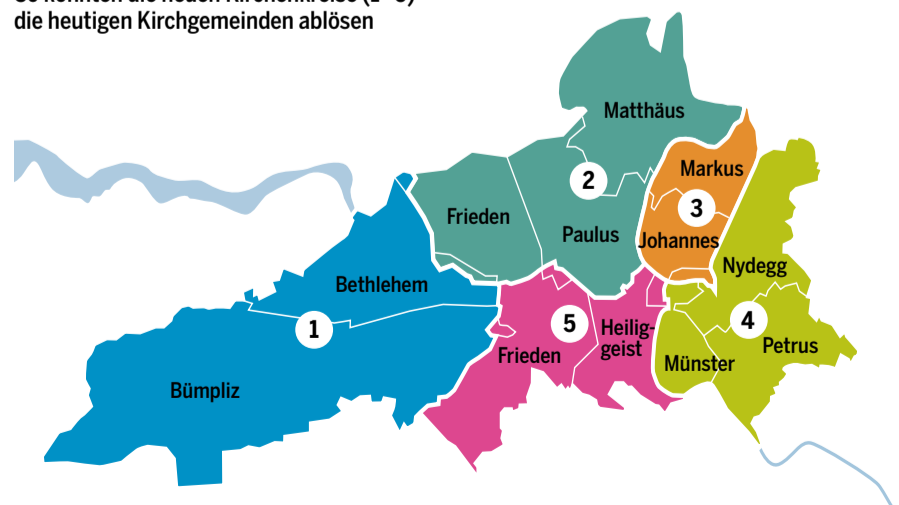 die heutigen Kirchgemeinden ablösen
Matthäus
Markus
2
3
Frieden
Paulus
Johannes
Nydegg
Bethlehem
1
5
4
Heilig-
geist
Frieden
Münster
Petrus
Bümpliz